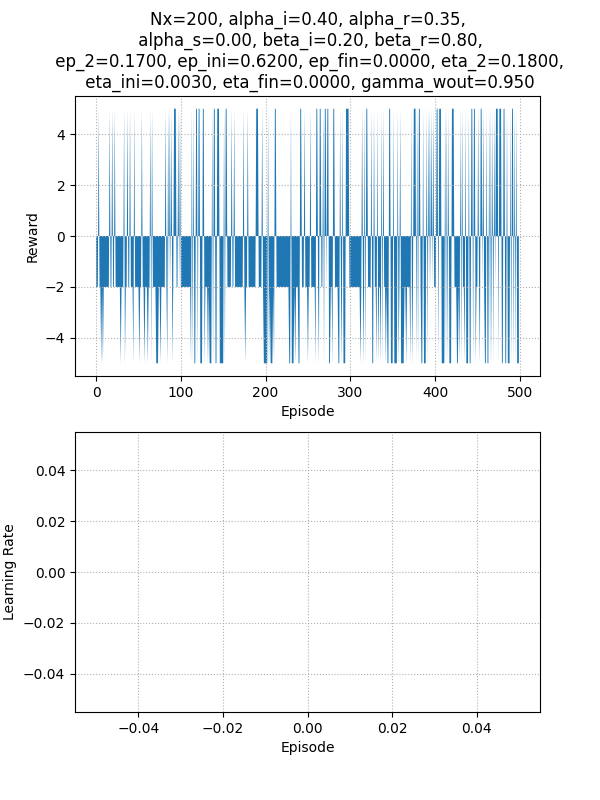 Nx=200, alpha_i=0.40, alpha_r=0.35,
alpha_s=0.00, beta_i=0.20, beta_r=0.80,
ep_2=0.1700, ep_ini=0.6200, ep_fin=0.0000, eta_2=0.1800,
eta_ini=0.0030, eta_fin=0.0000, gamma_wout=0.950
4
2
0
−2
−4
Reward
0 100 200 300 400 500
Episode
0.04
0.02
0.00
−0.02
−0.04
Learning Rate
−0.04 −0.02 0.00 0.02 0.04
Episode